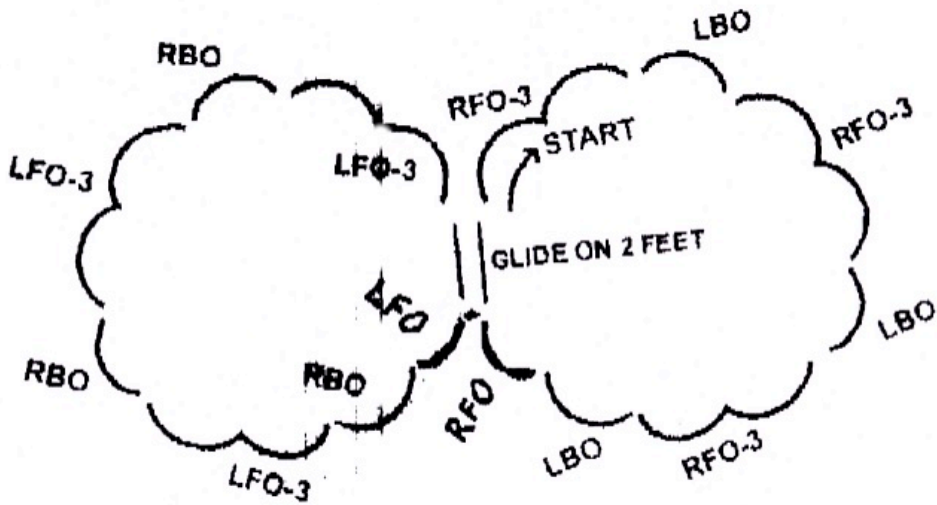 RBO
LBO
RFO-3
START
RFO-3
LFO-3
LFO-3
GLIDE ON 2 FEET
LFO
LBO
RBO
RBO
RFO
LBO
RFO-3
LFO-3